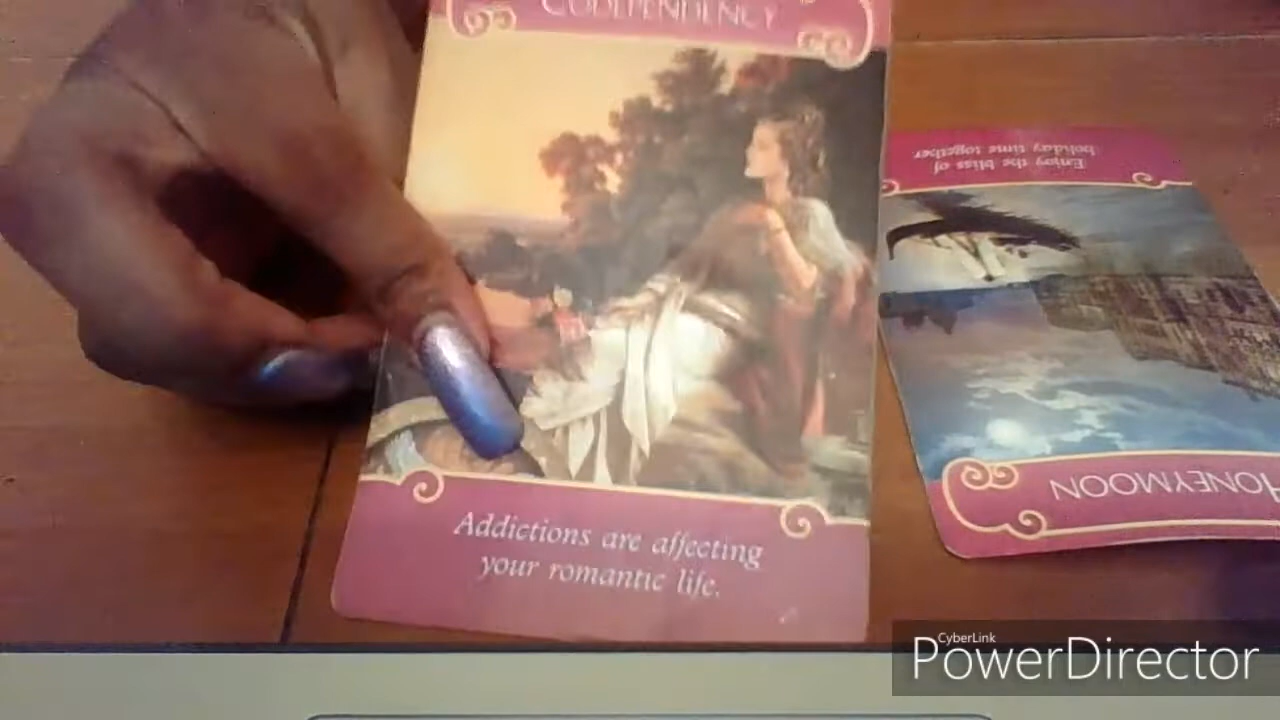 CODEPENDENCY
Addictions are affecting
your romantic life.
Enjoy the bliss of
holiday time together
HONEYMOON
CyberLink
PowerDirector